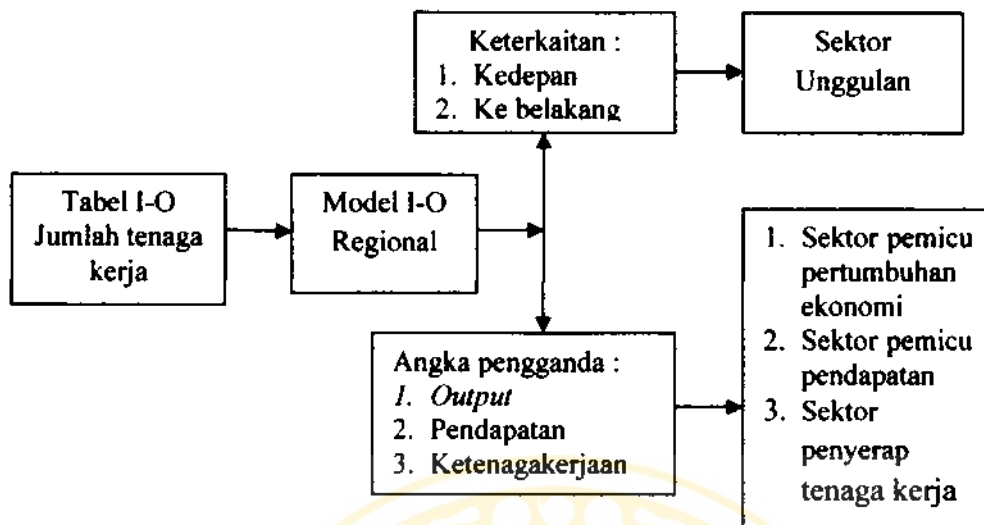 Keterkaitan :
1. Kedepan
2. Ke belakang
Sektor
Unggulan
Tabel I-O
Jumlah tenaga
kerja
Model I-O
Regional
Angka pengganda :
1. Output
2. Pendapatan
3. Ketenagakerjaan
1. Sektor pemicu
pertumbuhan
ekonomi
2. Sektor pemicu
pendapatan
3. Sektor
penyerap
tenaga kerja